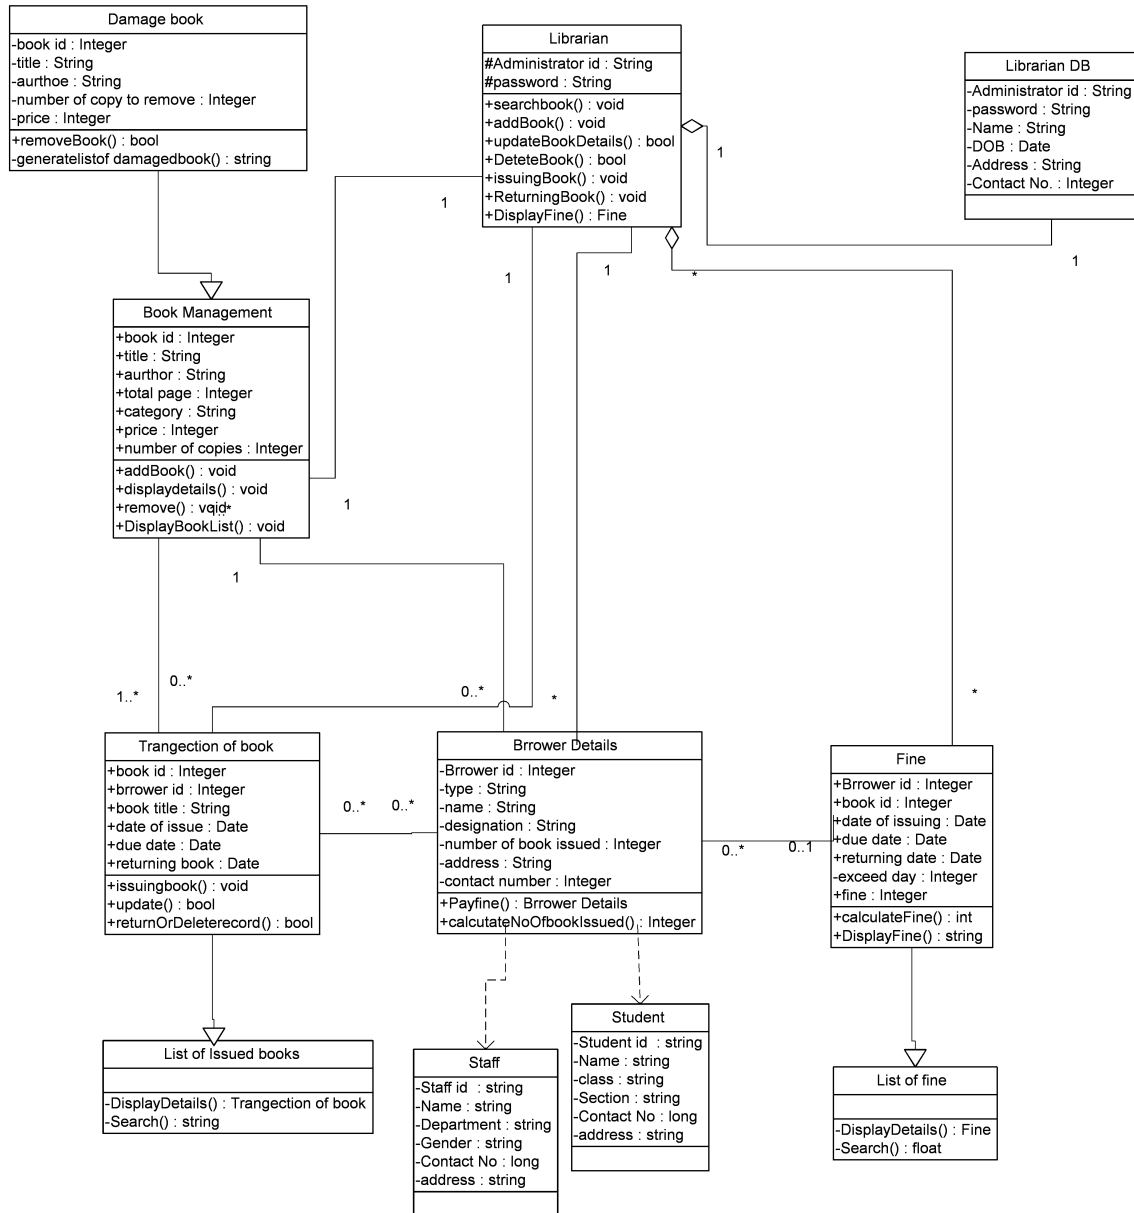 Damage book
-book id : Integer
-title : String
-aurthoe : String
-number of copy to remove : Integer
-price : Integer
+removeBook() : bool
-generatelistof damagedbook() : string
Librarian
#Administrator id : String
#password : String
+searchbook() : void
+addBook() : void
+updateBookDetails() : bool
+DeteteBook() : bool
+issuingBook() : void
+ReturningBook() : void
+DisplayFine() : Fine
Librarian DB
-Administrator id : String
-password : String
-Name : String
-DOB : Date
-Address : String
-Contact No. : Integer
1
1
1
1
1
*
Book Management
+book id : Integer
+title : String
+aurthor : String
+total page : Integer
+category : String
+price : Integer
+number of copies : Integer
+addBook() : void
+displaydetails() : void
+remove() : void
1..*
+DisplayBookList() : void
1
1
1..*
0..*
0..*
*
*
Trangection of book
+book id : Integer
+brrower id : Integer
+book title : String
+date of issue : Date
+due date : Date
+returning book : Date
+issuingbook() : void
+update() : bool
+returnOrDeleterecord() : bool
0..*
0..*
Brrower Details
-Brrower id : Integer
-type : String
-name : String
-designation : String
-number of book issued : Integer
-address : String
-contact number : Integer
+Payfine() : Brrower Details
+calcutateNoOfbookIssued() : Integer
0..*
0..1
Fine
+Brrower id : Integer
+book id : Integer
+date of issuing : Date
+due date : Date
+returning date : Date
-exceed day : Integer
+fine : Integer
+calculateFine() : int
+DisplayFine() : string
List of Issued books
-DisplayDetails() : Trangection of book
-Search() : string
Staff
-Staff id : string
-Name : string
-Department : string
-Gender : string
-Contact No : long
-address : string
Student
-Student id : string
-Name : string
-class : string
-Section : string
-Contact No : long
-address : string
List of fine
-DisplayDetails() : Fine
-Search() : float